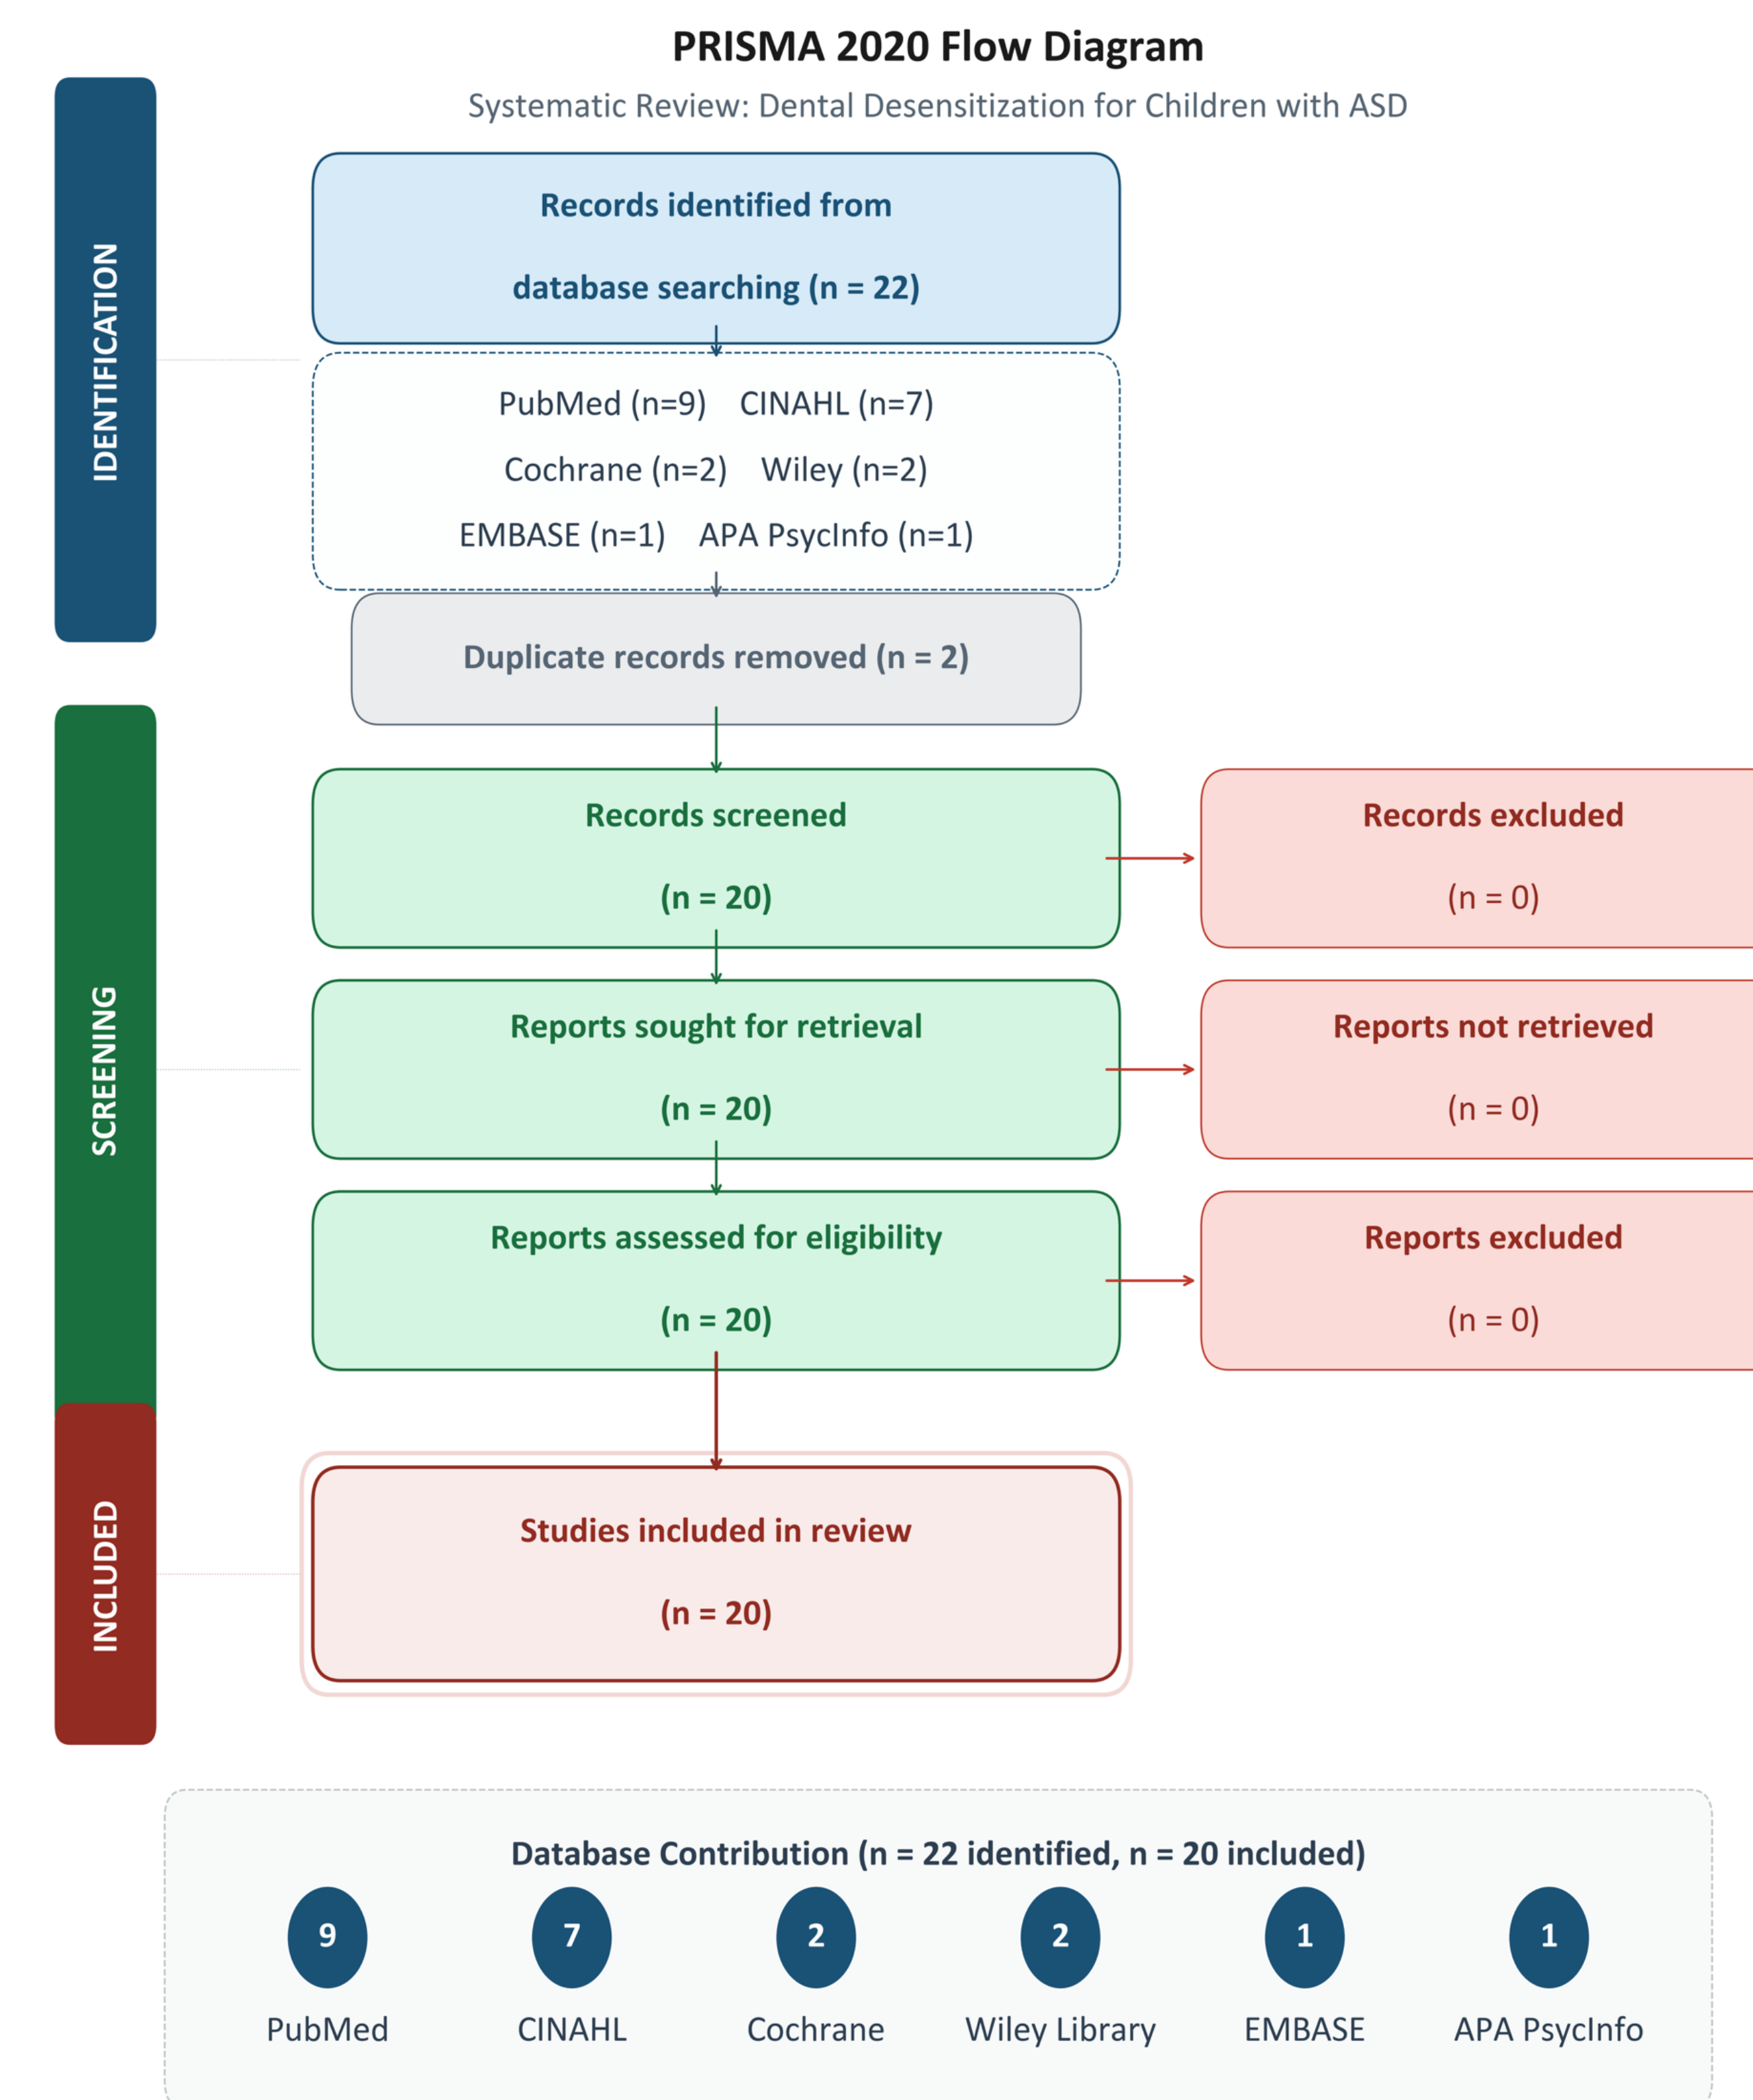 PRISMA 2020 Flow Diagram
Systematic Review: Dental Desensitization for Children with ASD
IDENTIFICATION
Records identified from
database searching (n = 22)
PubMed (n=9) CINAHL (n=7)
Cochrane (n=2) Wiley (n=2)
EMBASE (n=1) APA PsycInfo (n=1)
Duplicate records removed (n = 2)
SCREENING
Records screened
(n = 20)
Records excluded
(n = 0)
Reports sought for retrieval
(n = 20)
Reports not retrieved
(n = 0)
Reports assessed for eligibility
(n = 20)
Reports excluded
(n = 0)
INCLUDED
Studies included in review
(n = 20)
Database Contribution (n = 22 identified, n = 20 included)
9 7 2 2 1 1
PubMed CINAHL Cochrane Wiley Library EMBASE APA PsycInfo